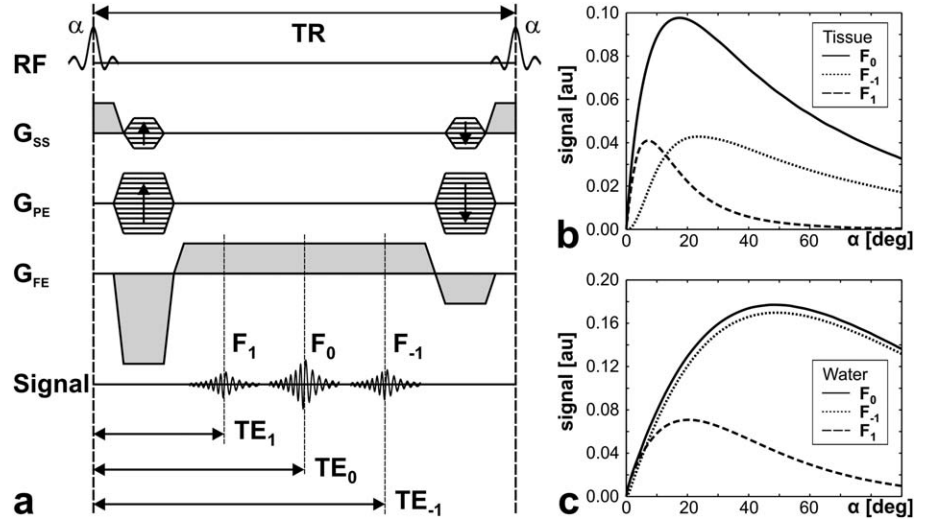 α TR α
RF
G_SS
G_PE
G_FE
F_1 F_0 F_-1
Signal
TE_1
TE_0
TE_-1
a
0.10
0.08
0.06
0.04
0.02
0.00
signal [au]
Tissue
F_0
F_-1
F_1
0 20 40 60 α [deg]
b
0.20
0.16
0.12
0.08
0.04
0.00
signal [au]
Water
F_0
F_-1
F_1
0 20 40 60 α [deg]
c